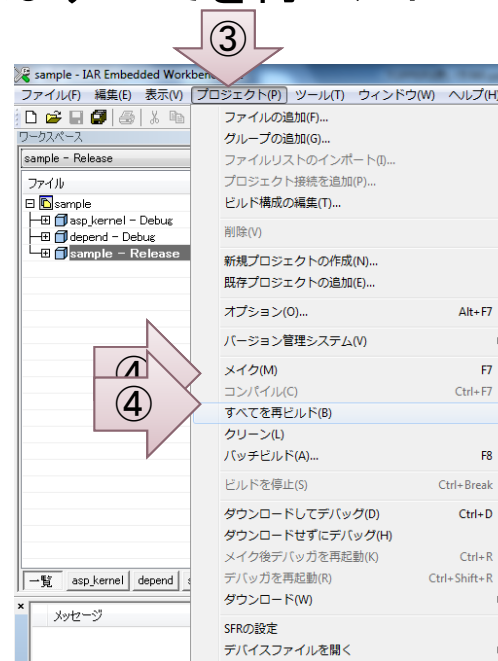 ③
sample - IAR Embedded Workben
ファイル(F) 編集(E) 表示(V) プロジェクト(P) ツール(T) ウィンドウ(W) ヘルプ(H)
ワークスペース
sample - Release
ファイル
sample
asp_kernel - Debug
depend - Debug
sample - Release
ファイルの追加(F)...
グループの追加(G)...
ファイルリストのインポート(I)...
プロジェクト接続を追加(P)...
ビルド構成の編集(T)...
削除(V)
新規プロジェクトの作成(N)...
既存プロジェクトの追加(E)...
オプション(O)... Alt+F7
バージョン管理システム(V)
④
メイク(M) F7
コンパイル(C) Ctrl+F7
④
すべてを再ビルド(B)
クリーン(L)
バッチビルド(A)... F8
ビルドを停止(S) Ctrl+Break
ダウンロードしてデバッグ(D) Ctrl+D
ダウンロードせずにデバッグ(H)
メイク後デバッガを再起動(K) Ctrl+R
デバッガを再起動(R) Ctrl+Shift+R
ダウンロード(W)
SFRの設定
デバイスファイルを開く
一覧 asp_kernel depend
メッセージ